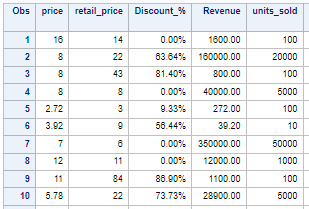 Obs price retail_price Discount_% Revenue units_sold
1 16 14 0.00% 1600.00 100
2 8 22 63.64% 160000.00 20000
3 8 43 81.40% 800.00 100
4 8 8 0.00% 40000.00 5000
5 2.72 3 9.33% 272.00 100
6 3.92 9 56.44% 39.20 10
7 7 6 0.00% 350000.00 50000
8 12 11 0.00% 12000.00 1000
9 11 84 86.90% 1100.00 100
10 5.78 22 73.73% 28900.00 5000